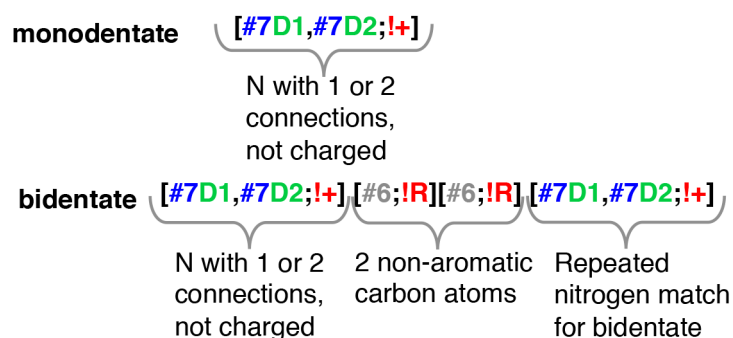 monodentate [#7D1,#7D2;!+]
N with 1 or 2
connections,
not charged
bidentate [#7D1,#7D2;!+][#6;!R][#6;!R][#7D1,#7D2;!+]
N with 1 or 2 2 non-aromatic Repeated
connections, carbon atoms nitrogen match
not charged for bidentate